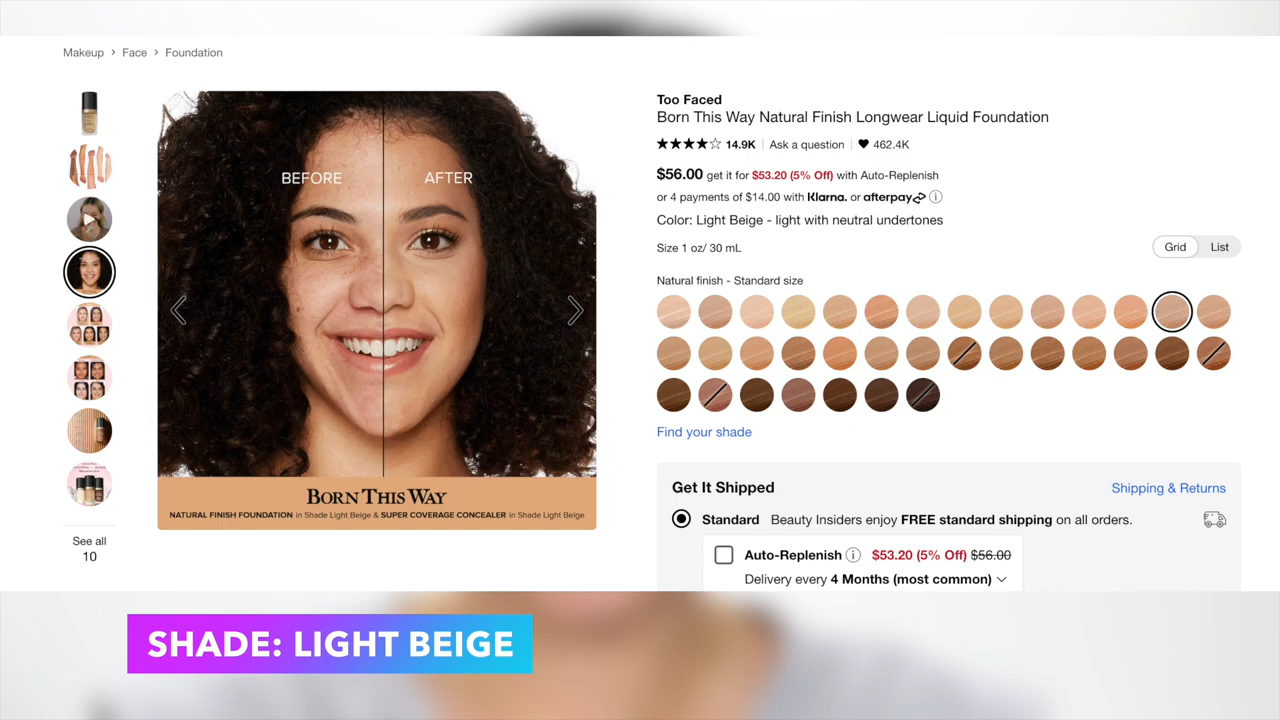 Makeup > Face > Foundation
BEFORE
AFTER
BORN THIS WAY
NATURAL FINISH FOUNDATION in Shade Light Beige & SUPER COVERAGE CONCEALER in Shade Light Beige
See all
10
Too Faced
Born This Way Natural Finish Longwear Liquid Foundation
14.9K | Ask a question | 462.4K
$56.00 get it for $53.20 (5% Off) with Auto-Replenish
or 4 payments of $14.00 with Klarna. or afterpay
Color: Light Beige - light with neutral undertones
Size 1 oz/ 30 mL
Grid
List
Natural finish - Standard size
Find your shade
Get It Shipped
Shipping & Returns
Standard Beauty Insiders enjoy FREE standard shipping on all orders.
Auto-Replenish $53.20 (5% Off) $56.00
Delivery every 4 Months (most common)
SHADE: LIGHT BEIGE